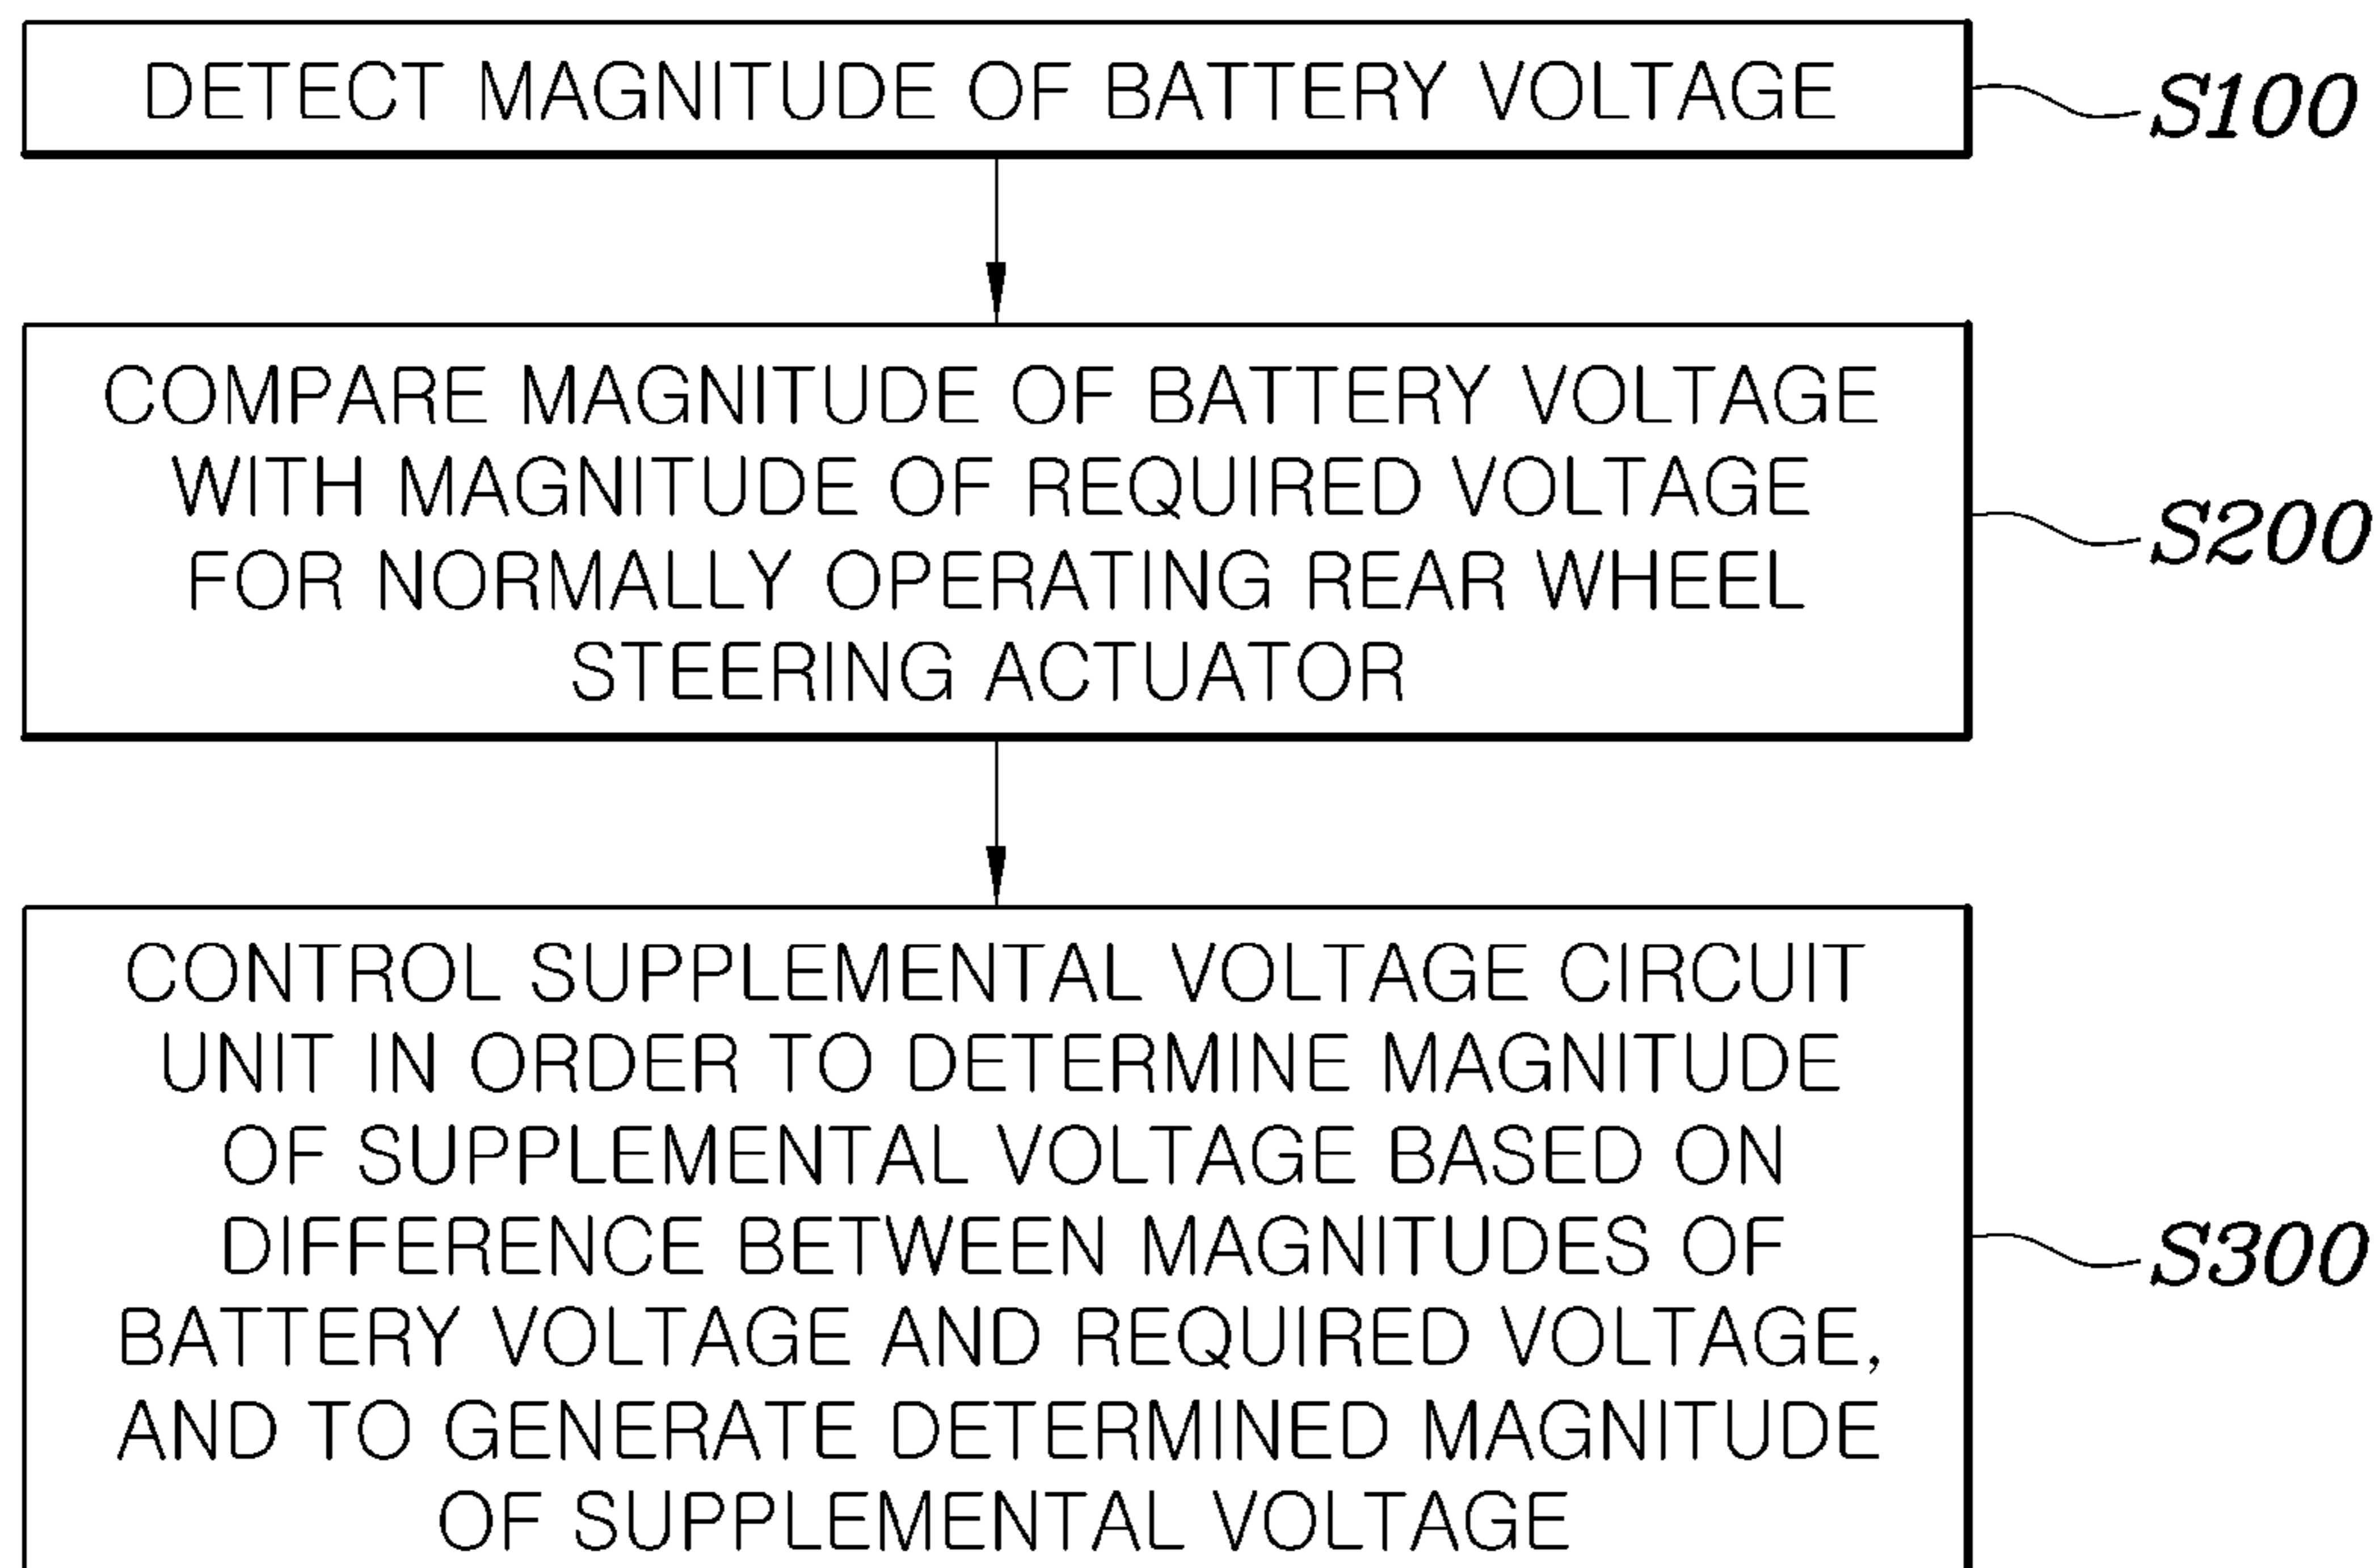 DETECT MAGNITUDE OF BATTERY VOLTAGE
S100
COMPARE MAGNITUDE OF BATTERY VOLTAGE
WITH MAGNITUDE OF REQUIRED VOLTAGE
FOR NORMALLY OPERATING REAR WHEEL
STEERING ACTUATOR
S200
CONTROL SUPPLEMENTAL VOLTAGE CIRCUIT
UNIT IN ORDER TO DETERMINE MAGNITUDE
OF SUPPLEMENTAL VOLTAGE BASED ON
DIFFERENCE BETWEEN MAGNITUDES OF
BATTERY VOLTAGE AND REQUIRED VOLTAGE,
AND TO GENERATE DETERMINED MAGNITUDE
OF SUPPLEMENTAL VOLTAGE
S300